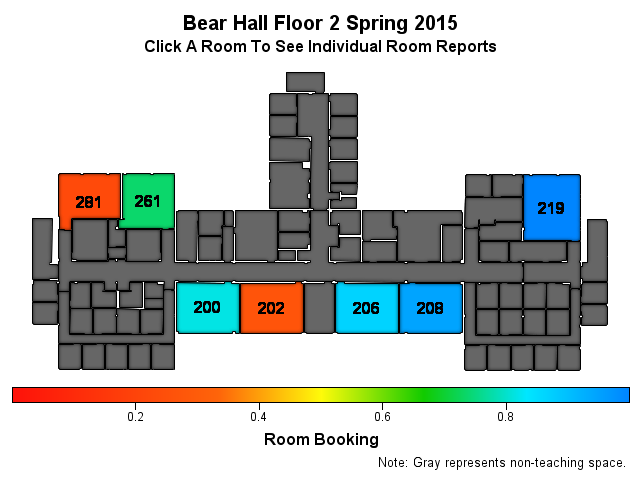 Bear Hall Floor 2 Spring 2015
Click A Room To See Individual Room Reports
281
261
219
200
202
206
208
0.2
0.4
0.6
0.8
Room Booking
Note: Gray represents non-teaching space.